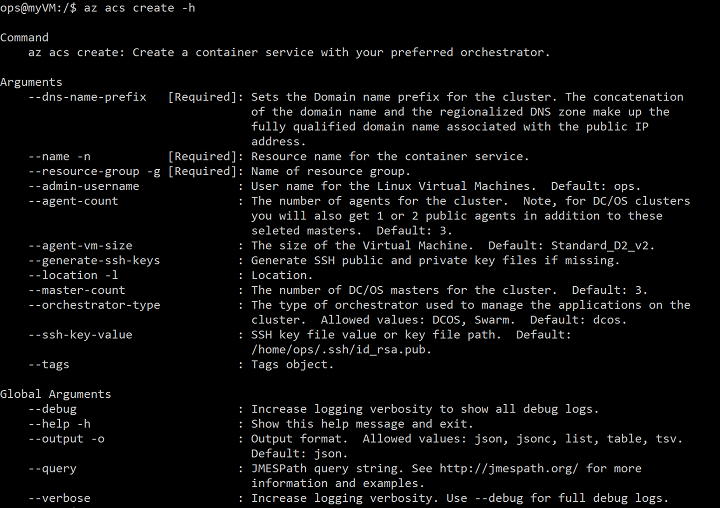 ops@myVM:/$ az acs create -h
Command
az acs create: Create a container service with your preferred orchestrator.
Arguments
--dns-name-prefix [Required]: Sets the Domain name prefix for the cluster. The concatenation
of the domain name and the regionalized DNS zone make up the
fully qualified domain name associated with the public IP
address.
--name -n [Required]: Resource name for the container service.
--resource-group -g [Required]: Name of resource group.
--admin-username : User name for the Linux Virtual Machines. Default: ops.
--agent-count : The number of agents for the cluster. Note, for DC/OS clusters
you will also get 1 or 2 public agents in addition to these
seleted masters. Default: 3.
--agent-vm-size : The size of the Virtual Machine. Default: Standard_D2_v2.
--generate-ssh-keys : Generate SSH public and private key files if missing.
--location -l : Location.
--master-count : The number of DC/OS masters for the cluster. Default: 3.
--orchestrator-type : The type of orchestrator used to manage the applications on the
cluster. Allowed values: DCOS, Swarm. Default: dcos.
--ssh-key-value : SSH key file value or key file path. Default:
/home/ops/.ssh/id_rsa.pub.
--tags : Tags object.
Global Arguments
--debug : Increase logging verbosity to show all debug logs.
--help -h : Show this help message and exit.
--output -o : Output format. Allowed values: json, jsonc, list, table, tsv.
Default: json.
--query : JMESPath query string. See http://jmespath.org/ for more
information and examples.
--verbose : Increase logging verbosity. Use --debug for full debug logs.